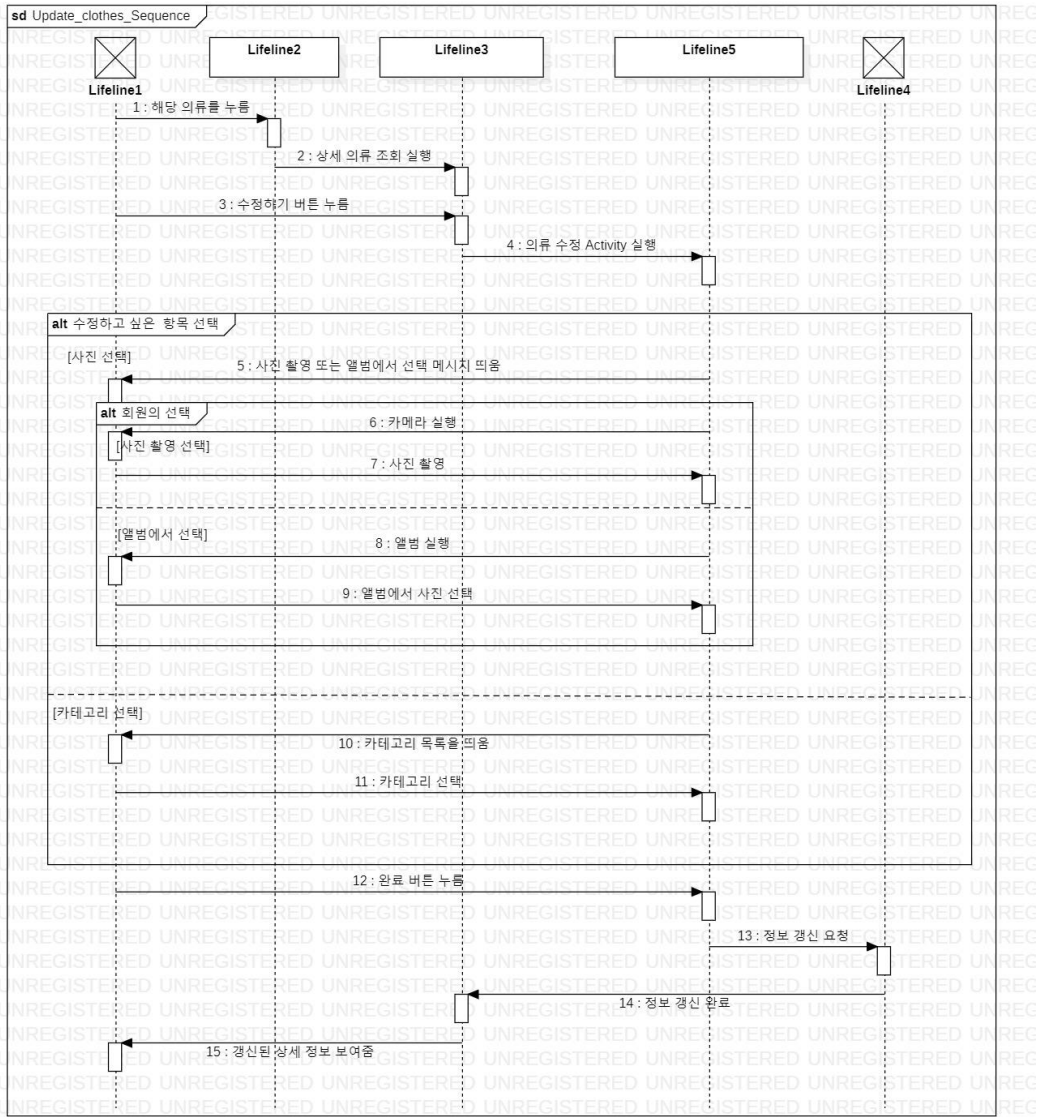 sd Update_clothes_Sequence
Lifeline2
Lifeline3
Lifeline5
Lifeline1
Lifeline4
1 : 해당 의류를 누름
2 : 상세 의류 조회 실행
3 : 수정하기 버튼 누름
4 : 의류 수정 Activity 실행
alt 수정하고 싶은 항목 선택
[사진 선택]
5 : 사진 촬영 또는 앨범에서 선택 메시지 띄움
alt 회원의 선택
6 : 카메라 실행
[사진 촬영 선택]
7 : 사진 촬영
[앨범에서 선택]
8 : 앨범 실행
9 : 앨범에서 사진 선택
[카테고리 선택]
10 : 카테고리 목록을 띄움
11 : 카테고리 선택
12 : 완료 버튼 누름
13 : 정보 갱신 요청
14 : 정보 갱신 완료
15 : 갱신된 상세 정보 보여줌
UNREGISTERED